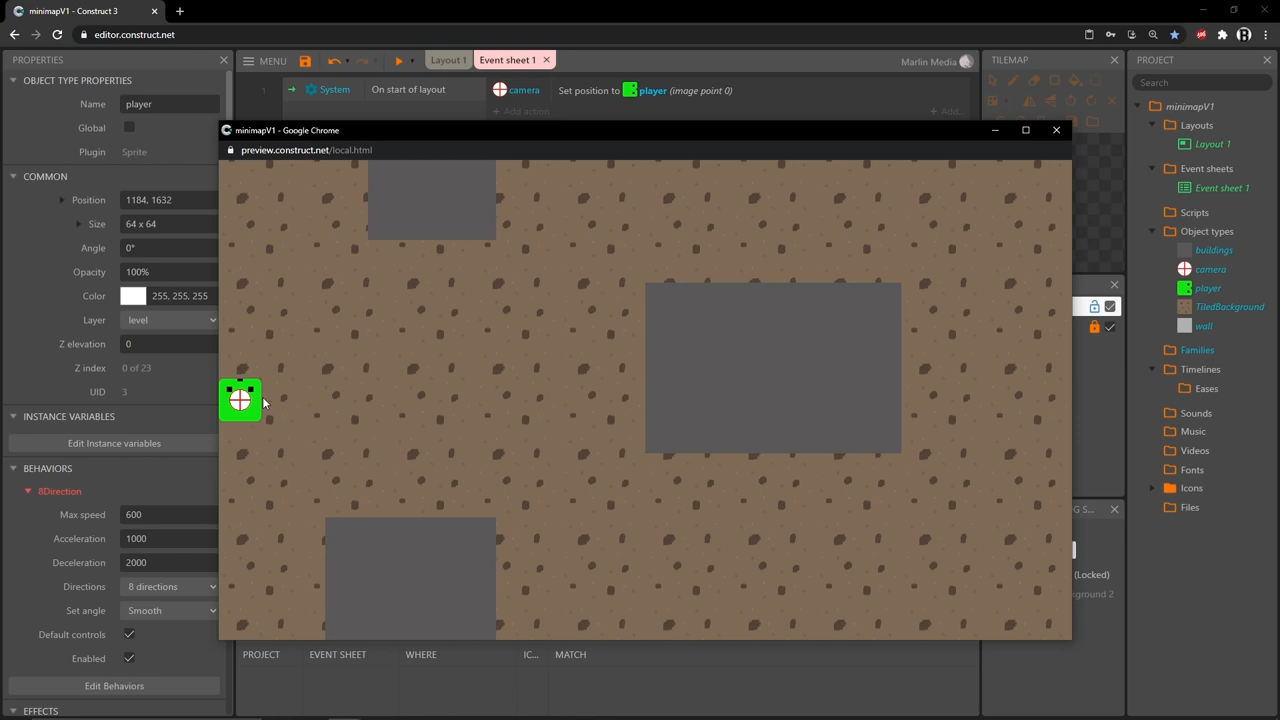 minimapV1 - Construct 3
editor.construct.net
PROPERTIES
OBJECT TYPE PROPERTIES
Name player
Global
Plugin Sprite
COMMON
Position 1184, 1632
Size 64 x 64
Angle 0°
Opacity 100%
Color 255, 255, 255
Layer level
Z elevation 0
Z index 0 of 23
UID 3
INSTANCE VARIABLES
Edit Instance variables
BEHAVIORS
8Direction
Max speed 600
Acceleration 1000
Deceleration 2000
Directions 8 directions
Set angle Smooth
Default controls
Enabled
Edit Behaviors
EFFECTS
MENU
Layout 1
Event sheet 1
Marlin Media
1 System On start of layout camera Set position to player (image point 0)
+ Add action
+ Add...
minimapV1 - Google Chrome
preview.construct.net/local.html
PROJECT EVENT SHEET WHERE IC... MATCH
TILEMAP
G S...
(Locked)
ground 2
PROJECT
Search
minimapV1
Layouts
Layout 1
Event sheets
Event sheet 1
Scripts
Object types
buildings
camera
player
TiledBackground
wall
Families
Timelines
Eases
Sounds
Music
Videos
Fonts
Icons
Files